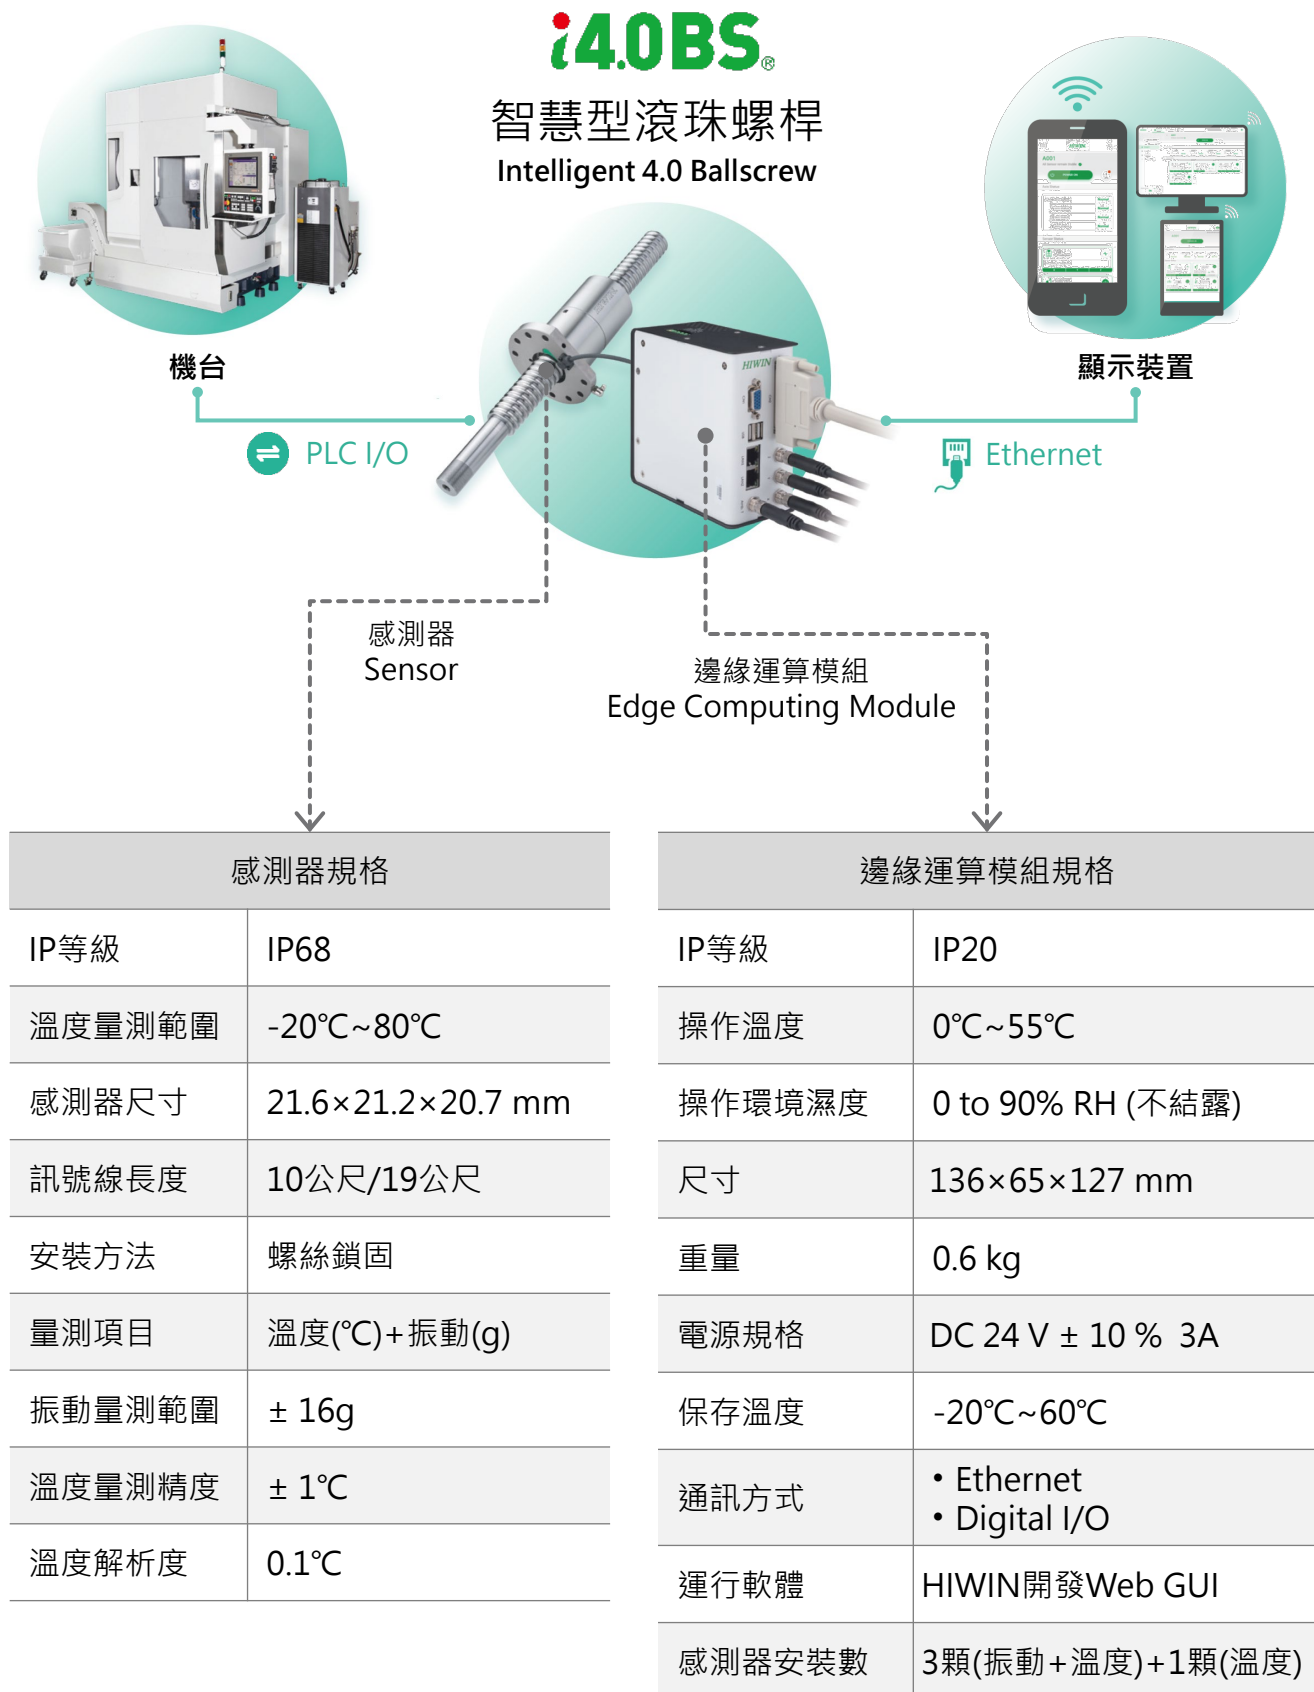 i4.0BS®
智慧型滾珠螺桿
Intelligent 4.0 Ballscrew
機台
顯示裝置
HIWIN
PLC I/O
Ethernet
感測器
Sensor
邊緣運算模組
Edge Computing Module
感測器規格
IP等級 IP68
溫度量測範圍 -20℃~80℃
感測器尺寸 21.6×21.2×20.7 mm
訊號線長度 10公尺/19公尺
安裝方法 螺絲鎖固
量測項目 溫度(℃)+振動(g)
振動量測範圍 ± 16g
溫度量測精度 ± 1℃
溫度解析度 0.1℃
邊緣運算模組規格
IP等級 IP20
操作溫度 0℃~55℃
操作環境濕度 0 to 90% RH (不結露)
尺寸 136×65×127 mm
重量 0.6 kg
電源規格 DC 24 V ± 10 % 3A
保存溫度 -20℃~60℃
通訊方式 • Ethernet
• Digital I/O
運行軟體 HIWIN開發Web GUI
感測器安裝數 3顆(振動+溫度)+1顆(溫度)